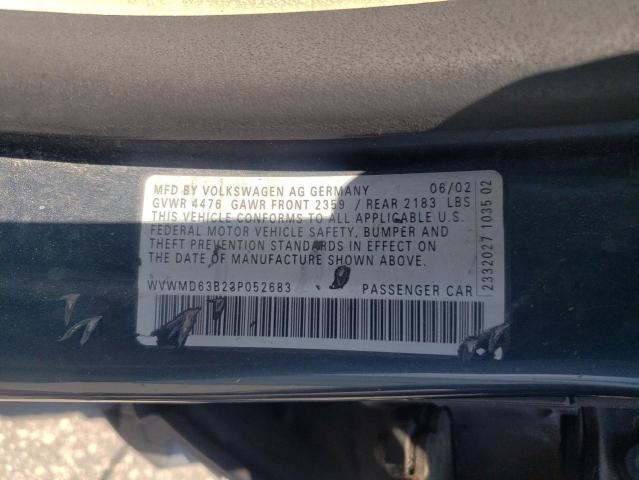 MFD BY VOLKSWAGEN AG GERMANY 06/02
GVWR 4476 GAWR FRONT 2359 / REAR 2183 LBS
THIS VEHICLE CONFORMS TO ALL APPLICABLE U.S.
FEDERAL MOTOR VEHICLE SAFETY, BUMPER AND
THEFT PREVENTION STANDARDS IN EFFECT ON
THE DATE OF MANUFACTURE SHOWN ABOVE.
WVWMD63B23P052683 PASSENGER CAR
2332027 1035 02